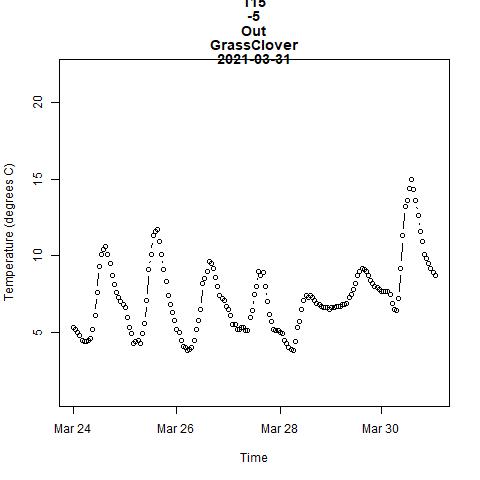 T15
-5
Out
GrassClover
2021-03-31
Temperature (degrees C)
20
15
10
5
Mar 24
Mar 26
Mar 28
Mar 30
Time